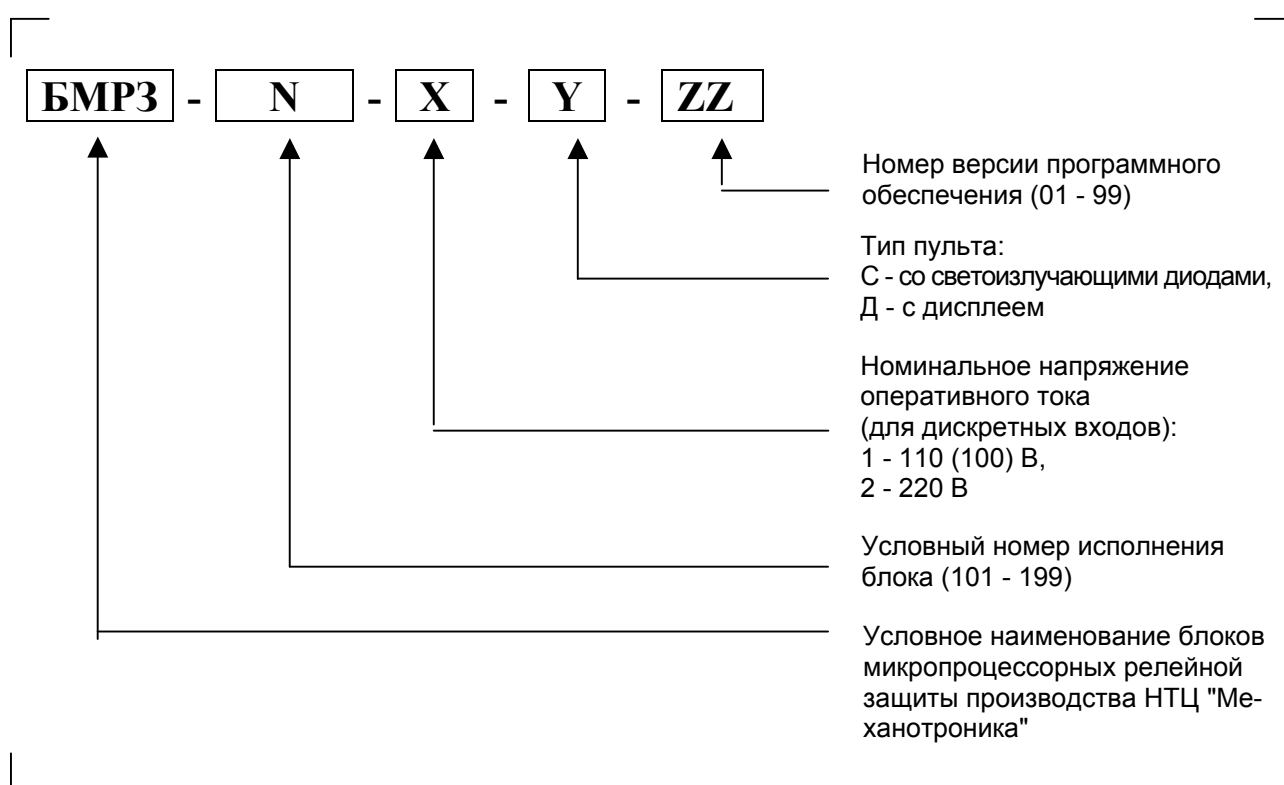 БМРЗ - N - X - Y - ZZ
Номер версии программного
обеспечения (01 - 99)
Тип пульта:
С - со светоизлучающими диодами,
Д - с дисплеем
Номинальное напряжение
оперативного тока
(для дискретных входов):
1 - 110 (100) В,
2 - 220 В
Условный номер исполнения
блока (101 - 199)
Условное наименование блоков
микропроцессорных релейной
защиты производства НТЦ "Ме-
ханотроника"